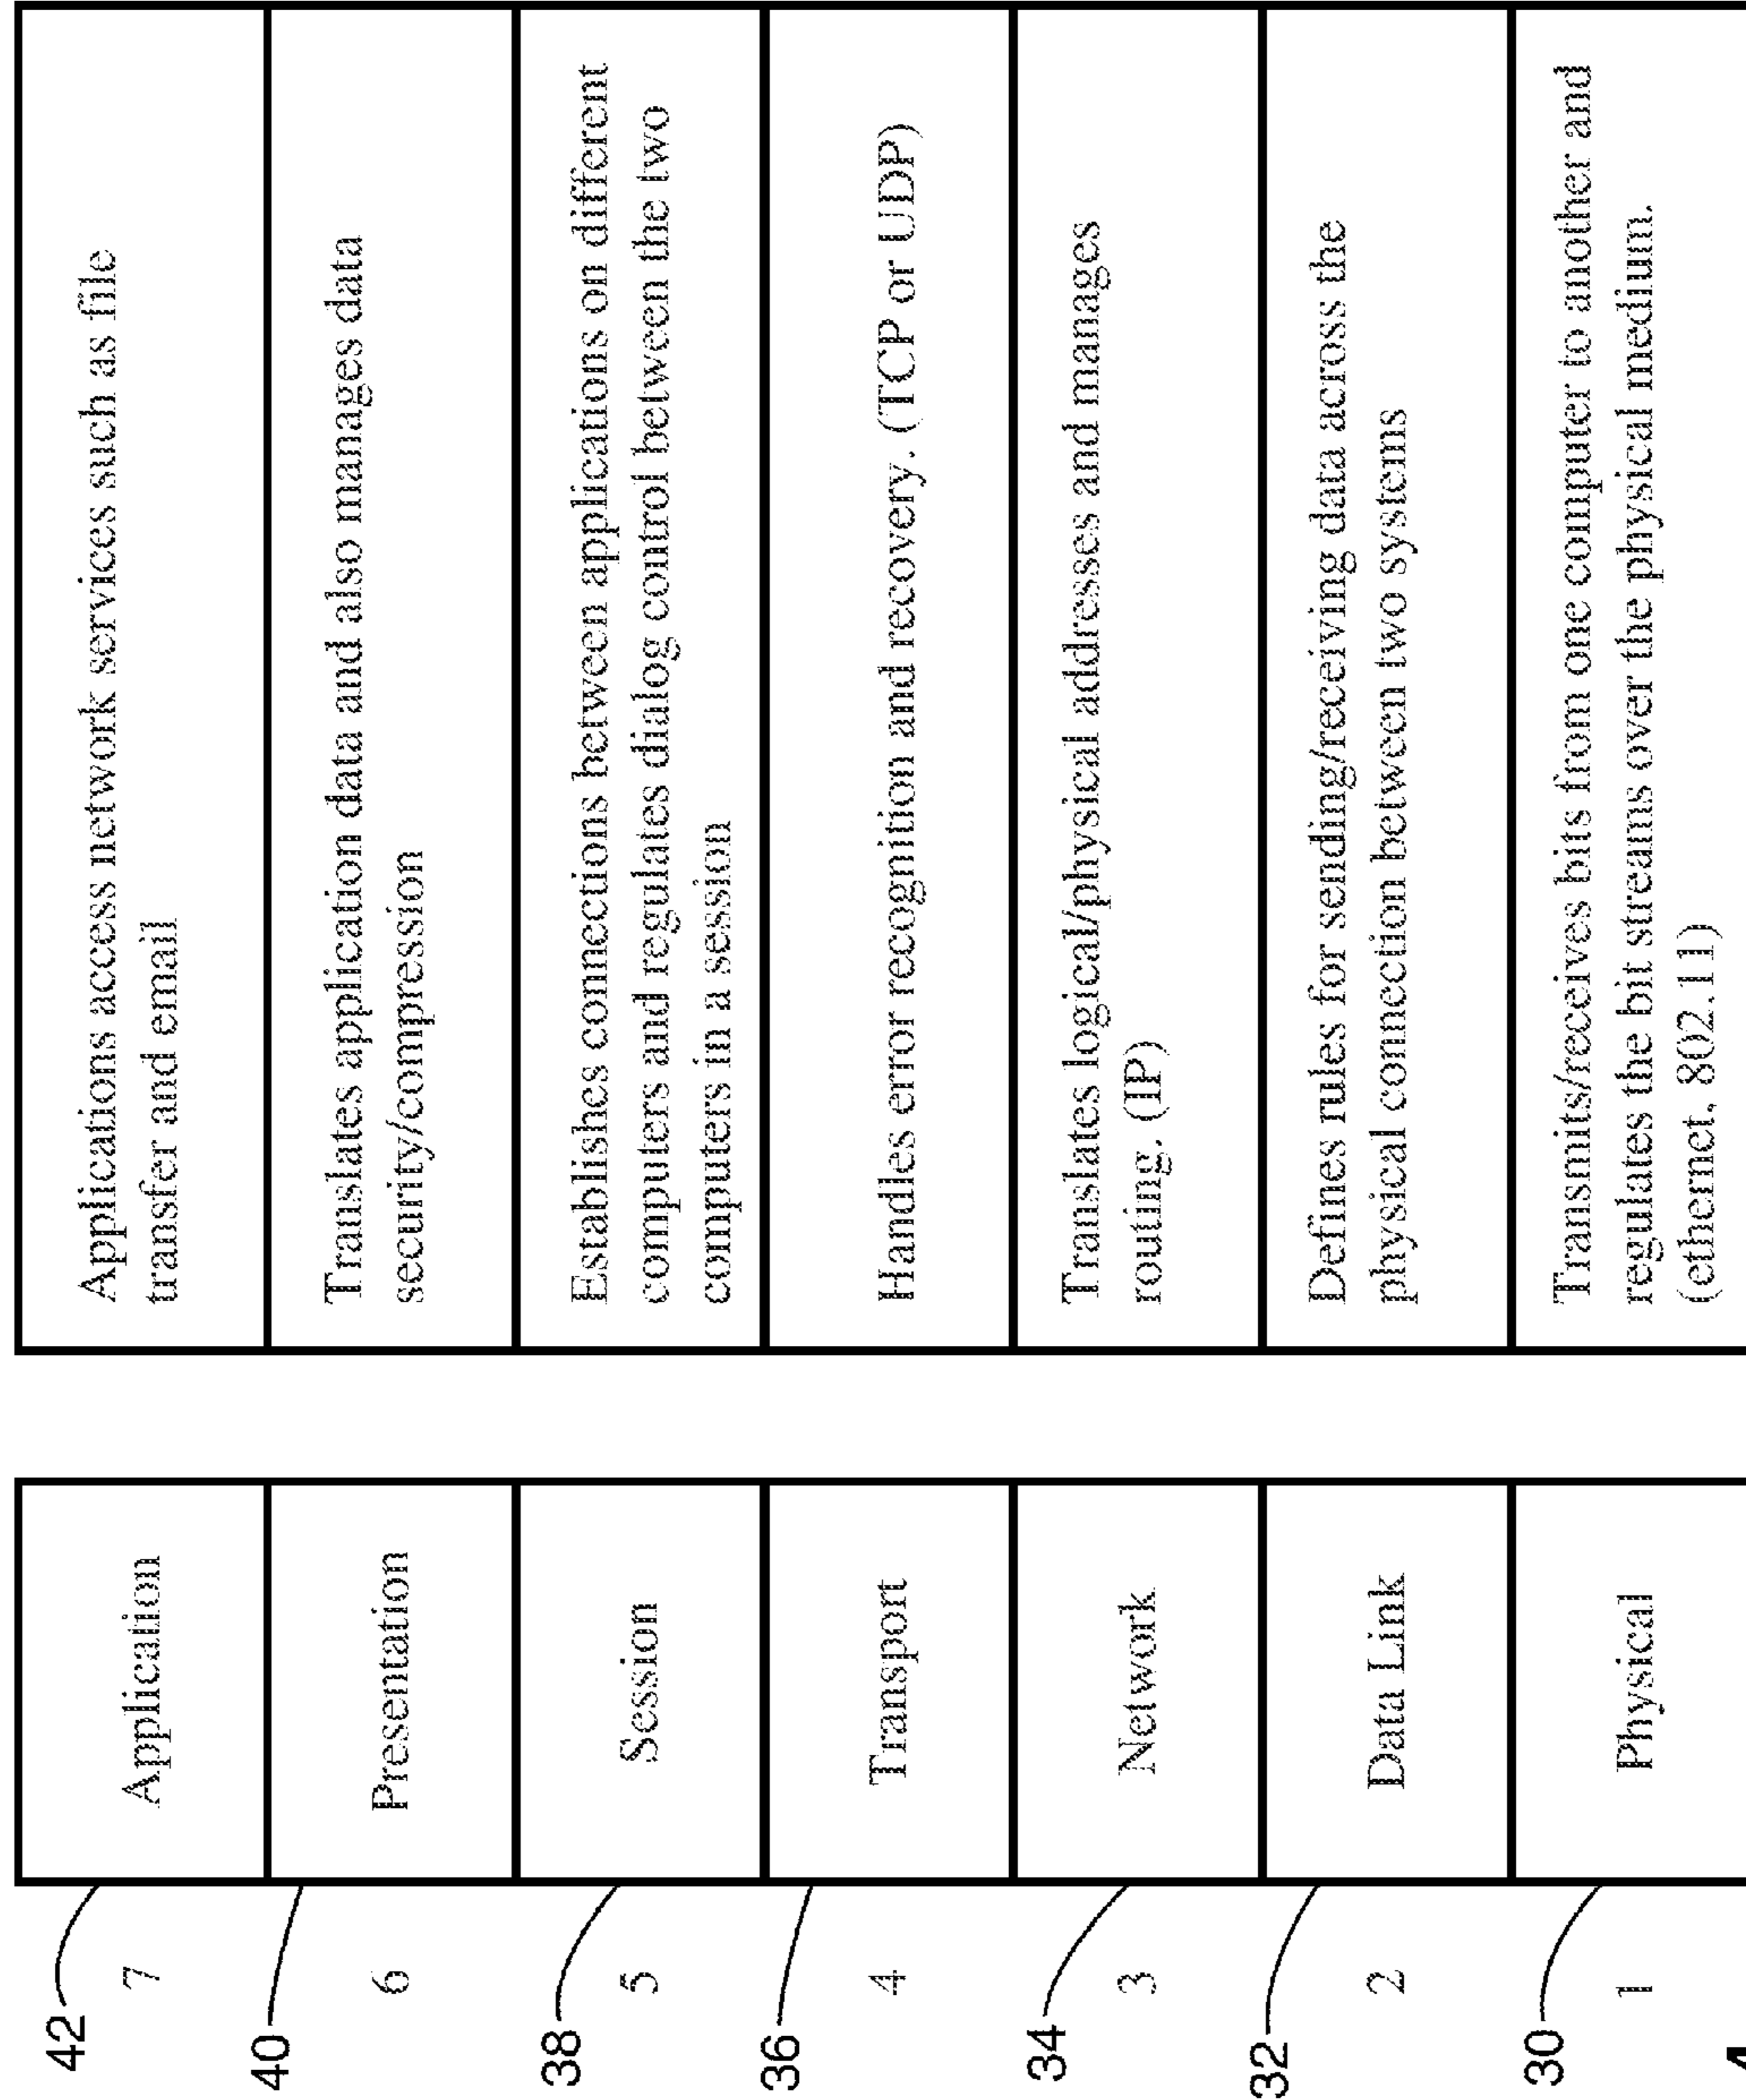 42
7
Application
Applications access network services such as file
transfer and email
40
6
Presentation
Translates application data and also manages data
security/compression
38
5
Session
Establishes connections between applications on different
computers and regulates dialog control between the two
computers in a session
36
4
Transport
Handles error recognition and recovery. (TCP or UDP)
34
3
Network
Translates logical/physical addresses and manages
routing. (IP)
32
2
Data Link
Defines rules for sending/receiving data across the
physical connection between two systems
30
1
Physical
Transmits/receives bits from one computer to another and
regulates the bit streams over the physical medium.
(ethernet, 802.11)